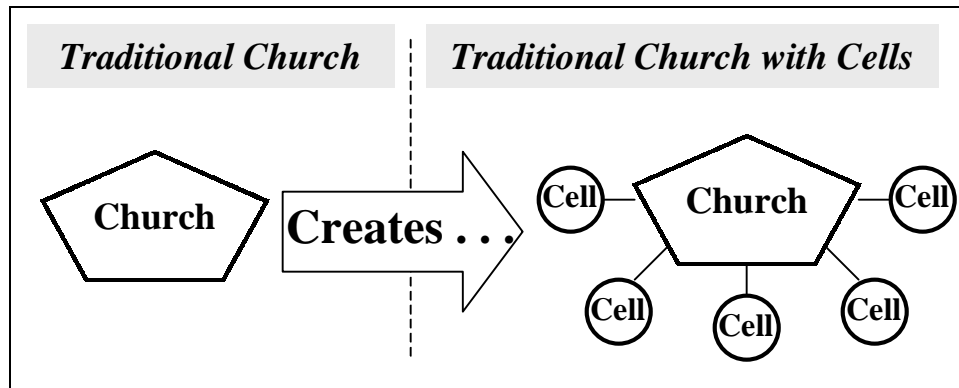 Traditional Church
Traditional Church with Cells
Church
Creates . . .
Cell
Church
Cell
Cell
Cell
Cell